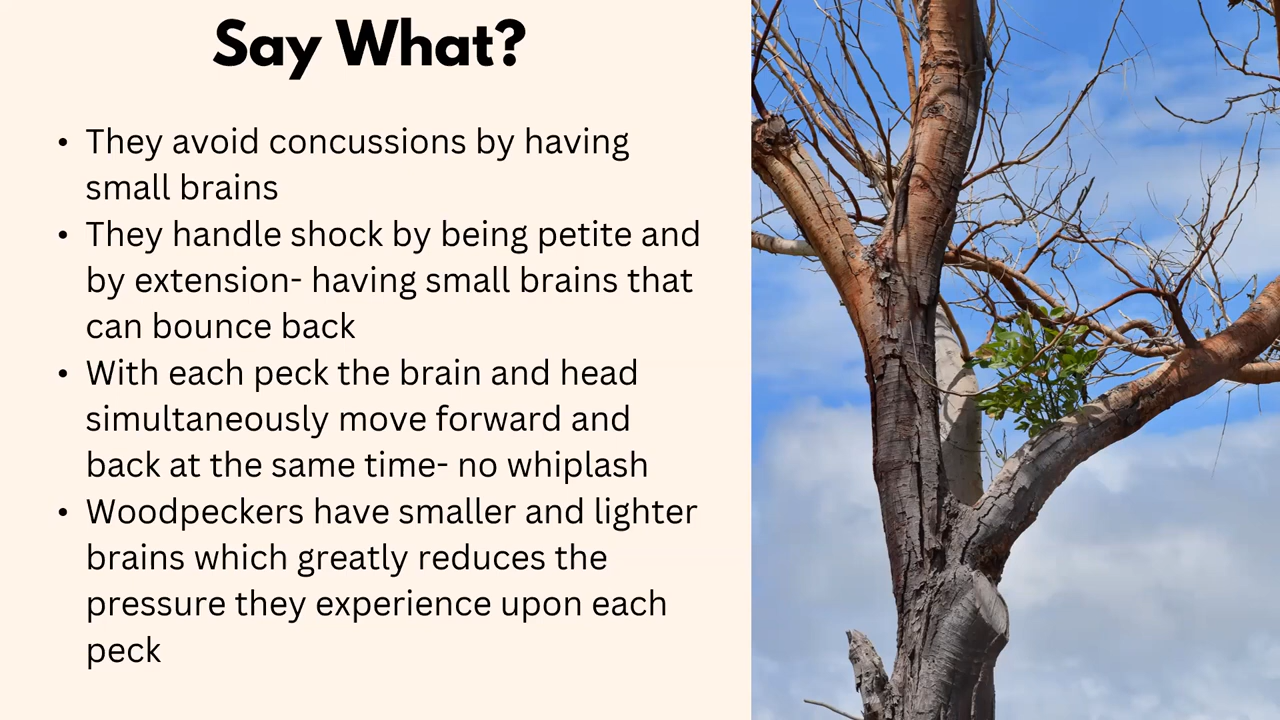 Say What?
• They avoid concussions by having
small brains
• They handle shock by being petite and
by extension- having small brains that
can bounce back
• With each peck the brain and head
simultaneously move forward and
back at the same time- no whiplash
• Woodpeckers have smaller and lighter
brains which greatly reduces the
pressure they experience upon each
peck